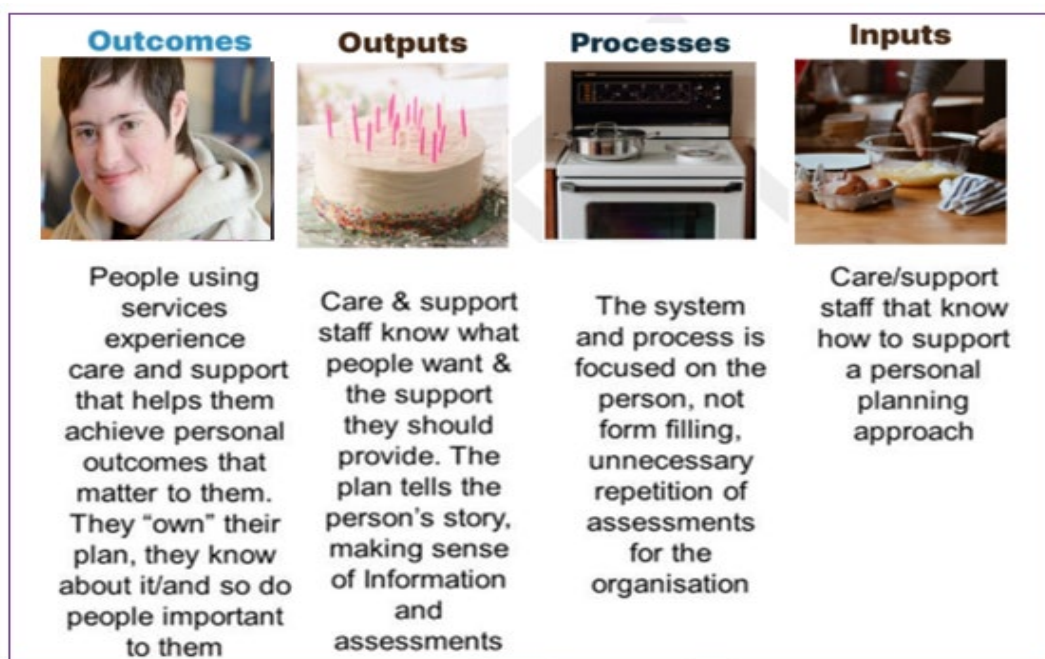 Outcomes
People using
services
experience
care and support
that helps them
achieve personal
outcomes that
matter to them.
They “own” their
plan, they know
about it/and so do
people important
to them
Outputs
Care & support
staff know what
people want &
the support
they should
provide. The
plan tells the
person’s story,
making sense
of Information
and
assessments
Processes
The system
and process is
focused on the
person, not
form filling,
unnecessary
repetition of
assessments
for the
organisation
Inputs
Care/support
staff that know
how to support
a personal
planning
approach